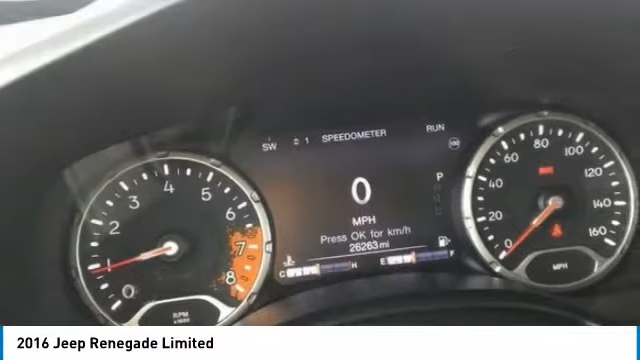 SW 1 SPEEDOMETER RUN
0
MPH
Press OK for km/h
26263 mi
C H E F
P
0 1 2 3 4 5 6 7 8
RPM
0 20 40 60 80 100 120 140 160
MPH
2016 Jeep Renegade Limited